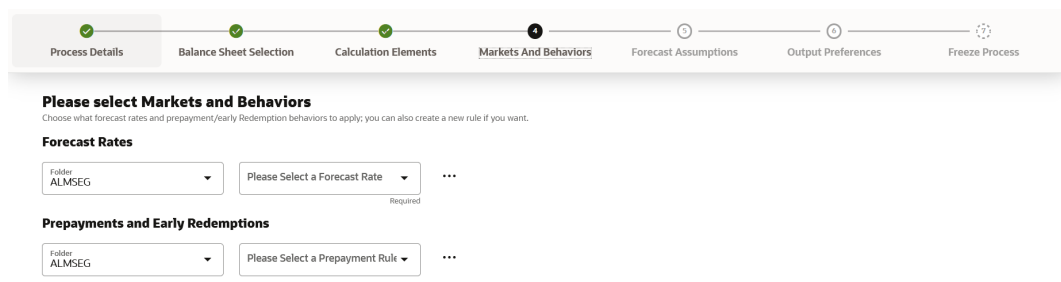 4 5 6 7
Process Details Balance Sheet Selection Calculation Elements Markets And Behaviors Forecast Assumptions Output Preferences Freeze Process
Please select Markets and Behaviors
Choose what forecast rates and prepayment/early Redemption behaviors to apply; you can also create a new rule if you want.
Forecast Rates
Folder
ALMSEG Please Select a Forecast Rate ...
Required
Prepayments and Early Redemptions
Folder
ALMSEG Please Select a Prepayment Rule ...